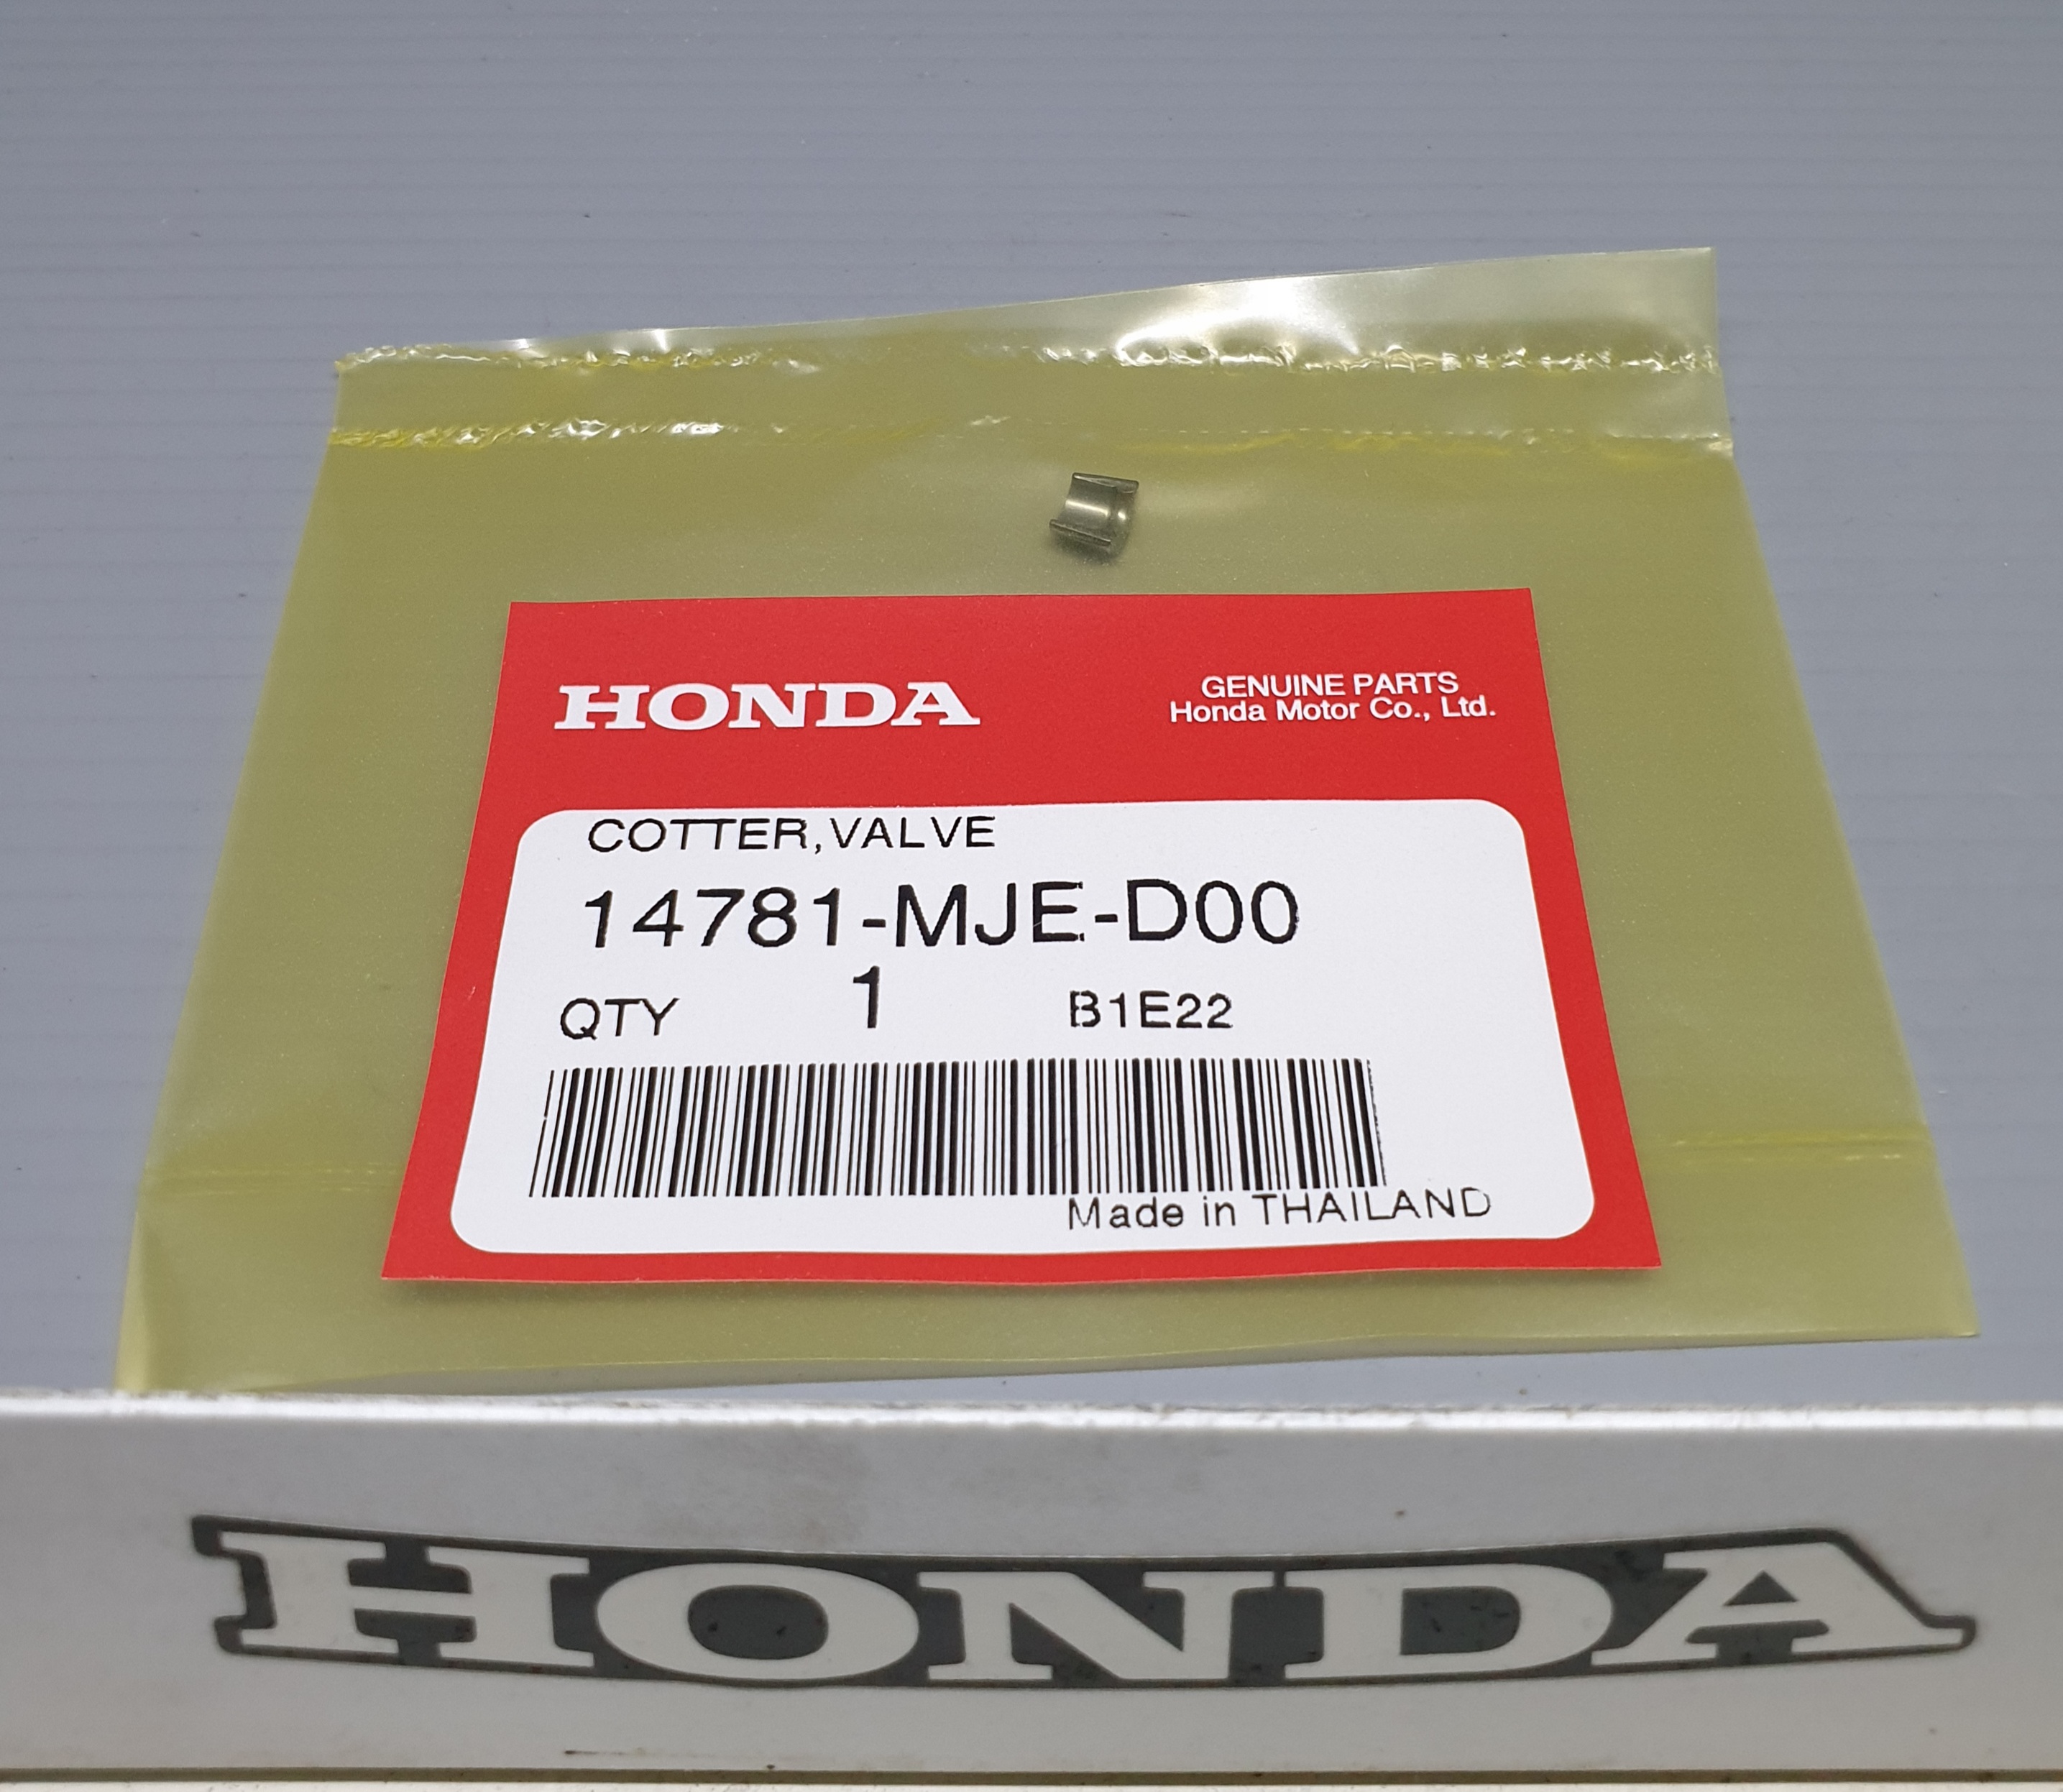 HONDA
GENUINE PARTS
Honda Motor Co., Ltd.
COTTER,VALVE
14781-MJE-D00
QTY 1 B1E22
Made in THAILAND
HONDA